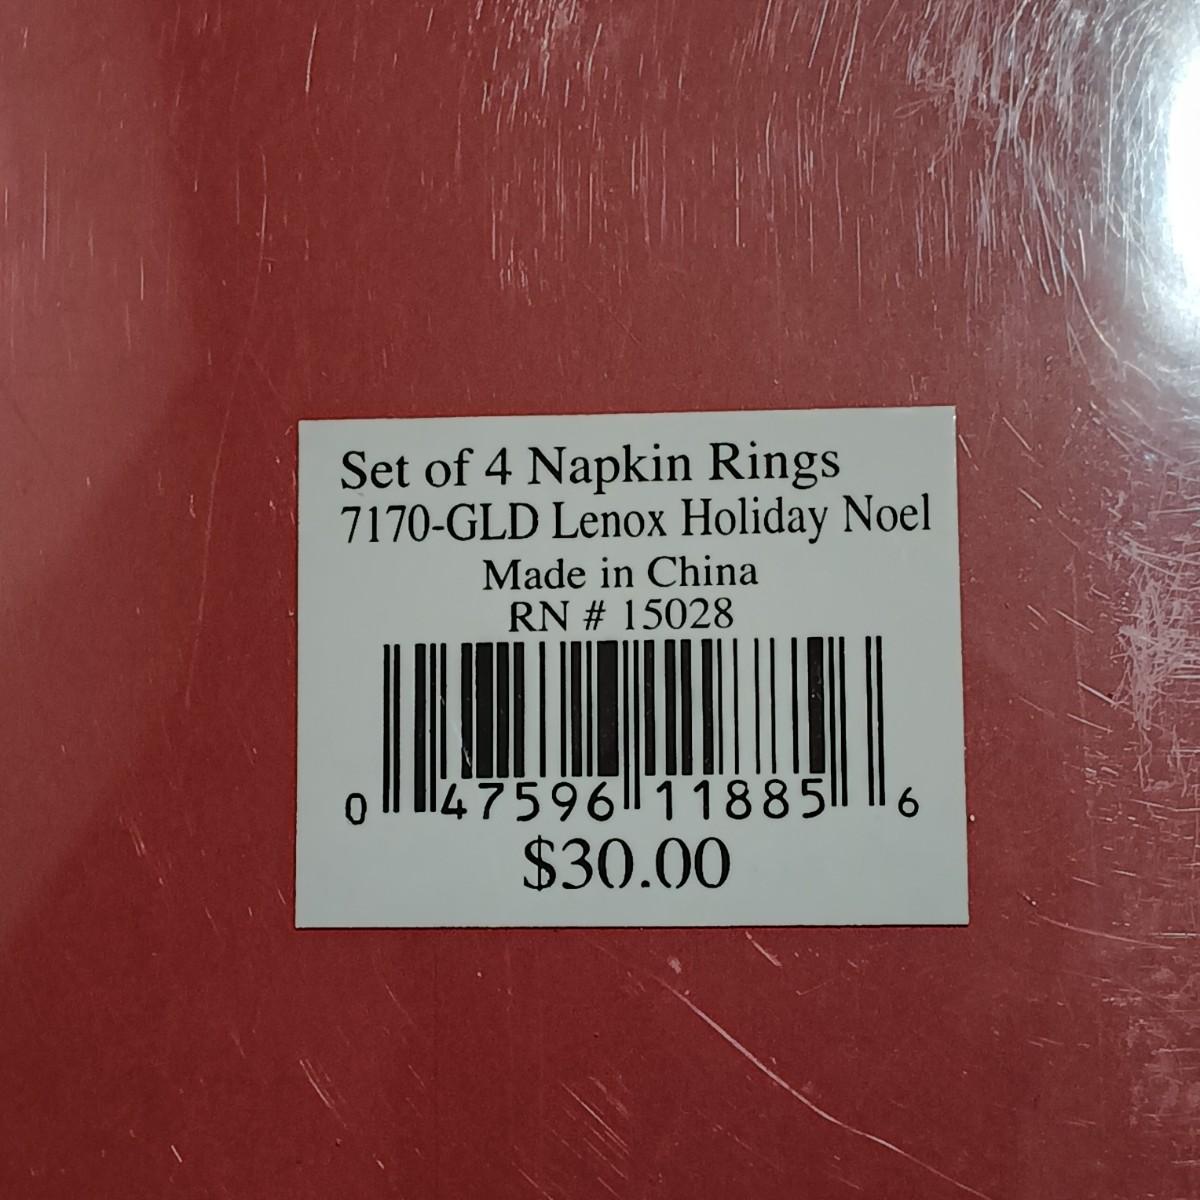 Set of 4 Napkin Rings
7170-GLD Lenox Holiday Noel
Made in China
RN # 15028
0 47596 11885 6
$30.00